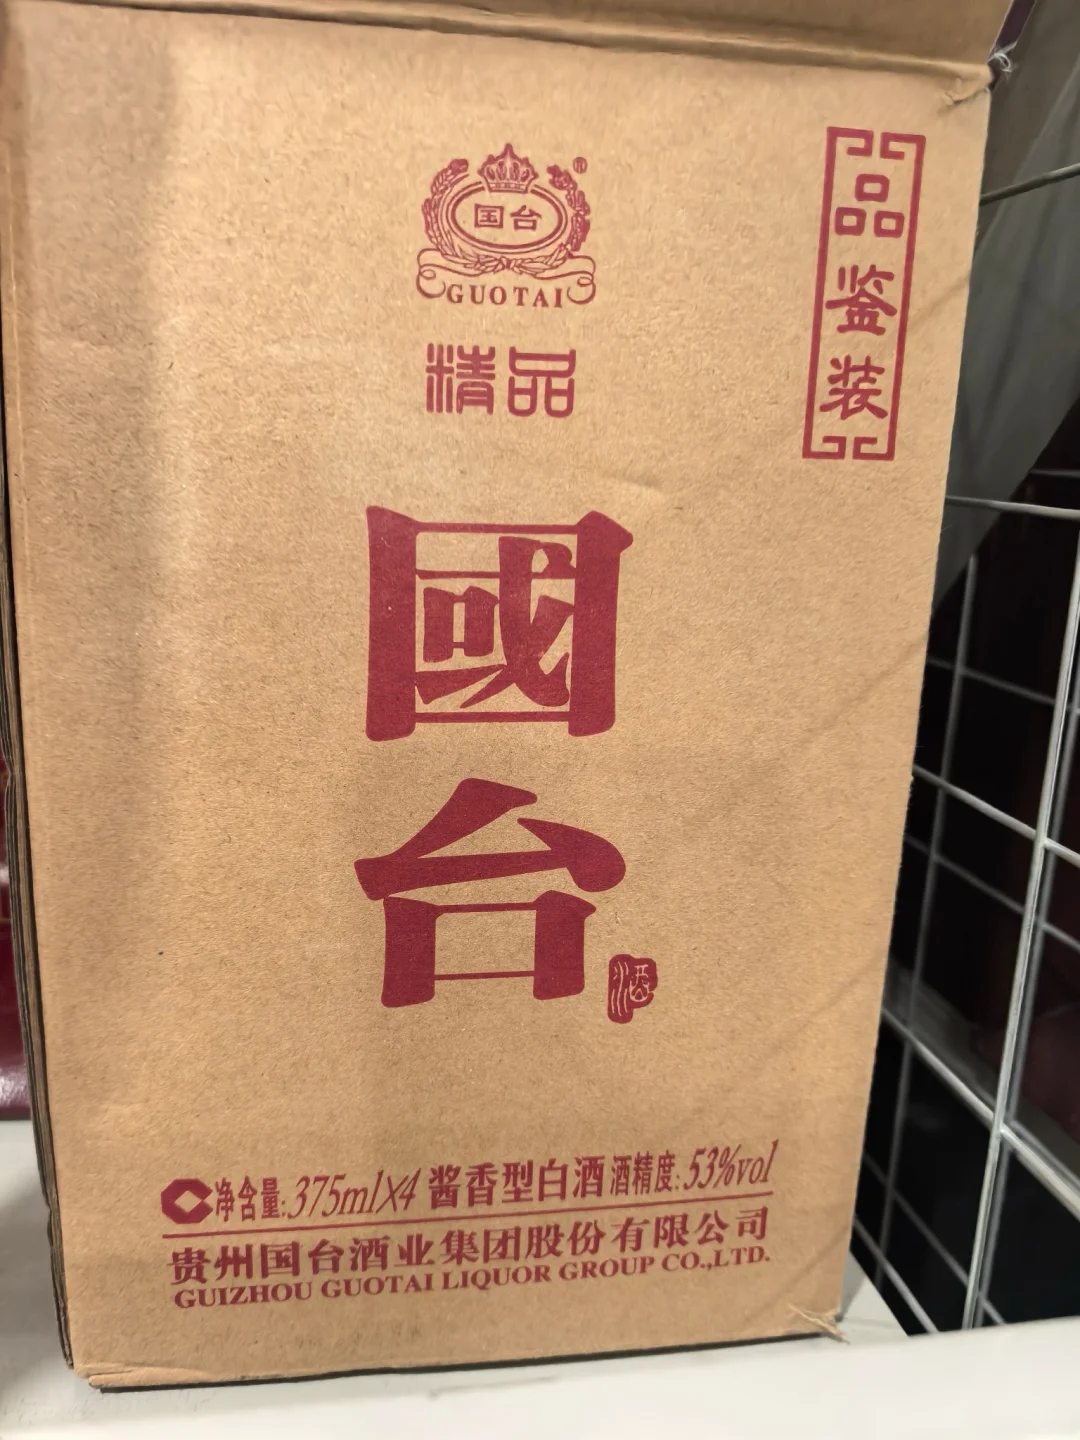 国台
®
GUOTAI
精品
品鉴装
國台
酒
净含量:375ml×4 酱香型白酒 酒精度:53%vol
贵州国台酒业集团股份有限公司
GUIZHOU GUOTAI LIQUOR GROUP CO.,LTD.